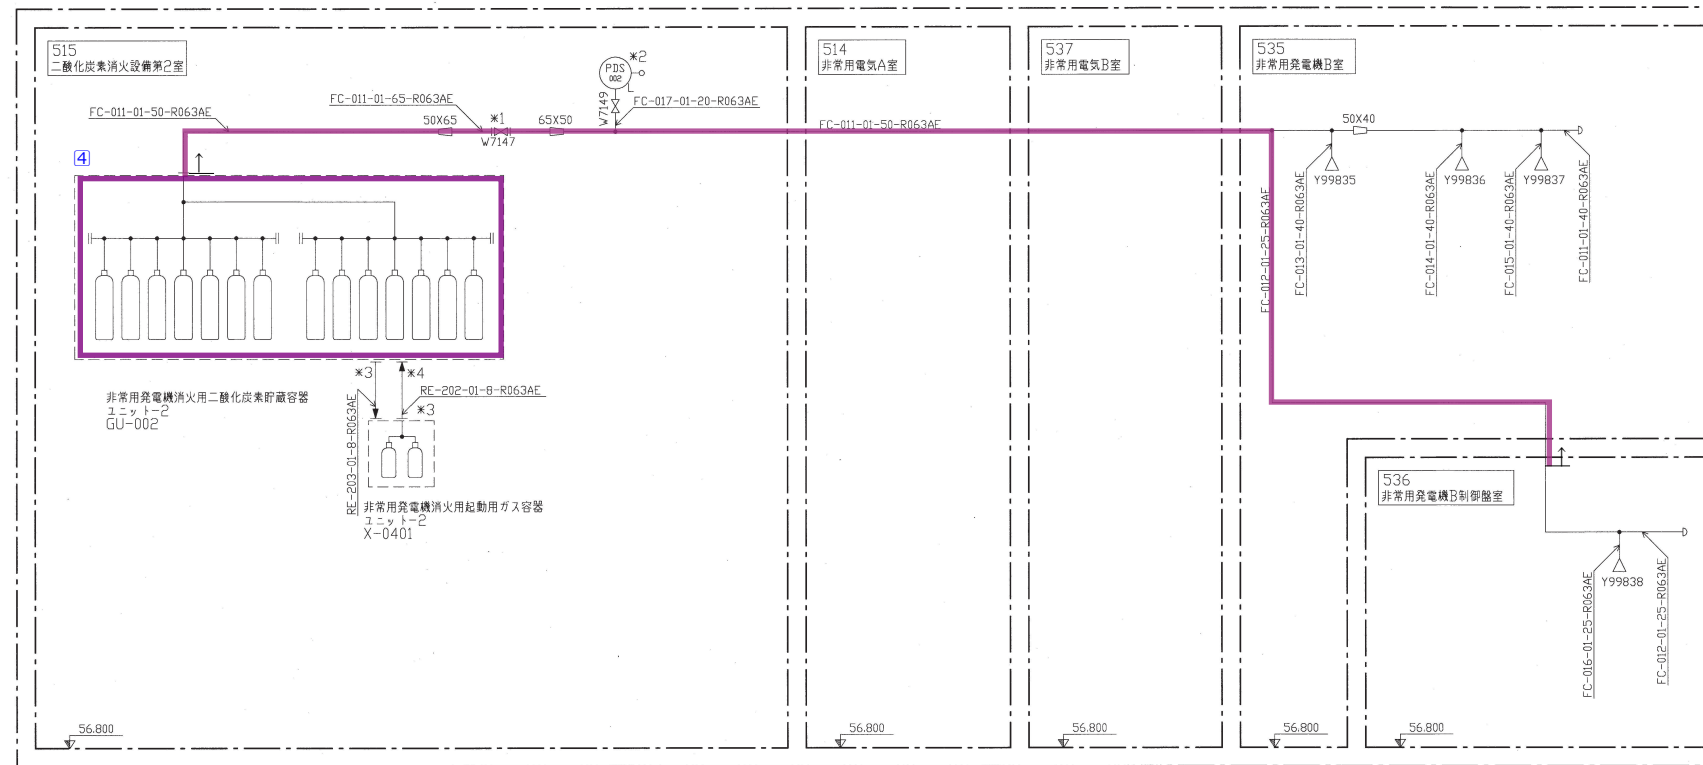 515
二酸化炭素消火設備第2室
514
非常用電気A室
537
非常用電気B室
535
非常用発電機B室
※2
PDS
002
L
W7149
FC-017-01-20-R063AE
FC-011-01-50-R063AE
FC-011-01-65-R063AE
50X65
※1
W7147
65X50
FC-011-01-50-R063AE
50X40
4
Y99835
Y99836
Y99837
FC-012-01-25-R063AE
FC-013-01-40-R063AE
FC-014-01-40-R063AE
FC-015-01-40-R063AE
FC-011-01-40-R063AE
※3
※4
RE-202-01-8-R063AE
※3
RE-203-01-8-R063AE
非常用発電機消火用二酸化炭素貯蔵容器
ユニット-2
GU-002
非常用発電機消火用起動用ガス容器
ユニット-2
X-0401
536
非常用発電機B制御盤室
Y99838
FC-016-01-25-R063AE
FC-012-01-25-R063AE
56.800
56.800
56.800
56.800
56.800